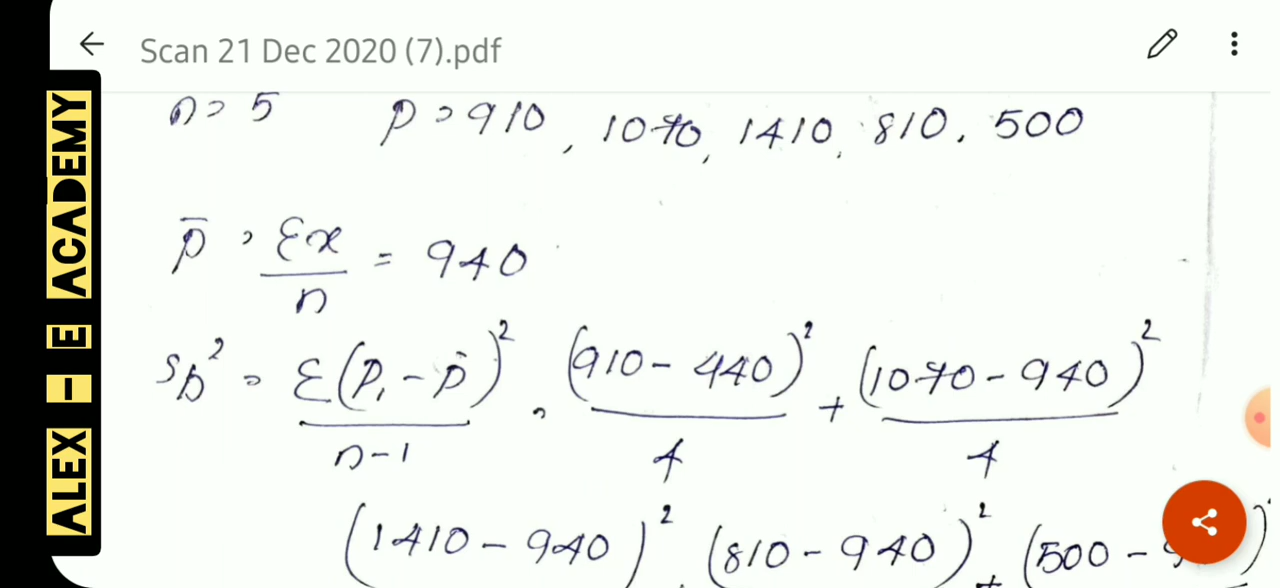 Scan 21 Dec 2020 (7).pdf
ALEX – E ACADEMY
n = 5 p = 910, 1070, 1410, 810, 500
p̄ = Σx/n = 940
Sp² = Σ(Pᵢ - p̄)²/n-1 = (910 - 440)²/4 + (1070 - 940)²/4
(1410 - 940)² (810 - 940)² + (500 -